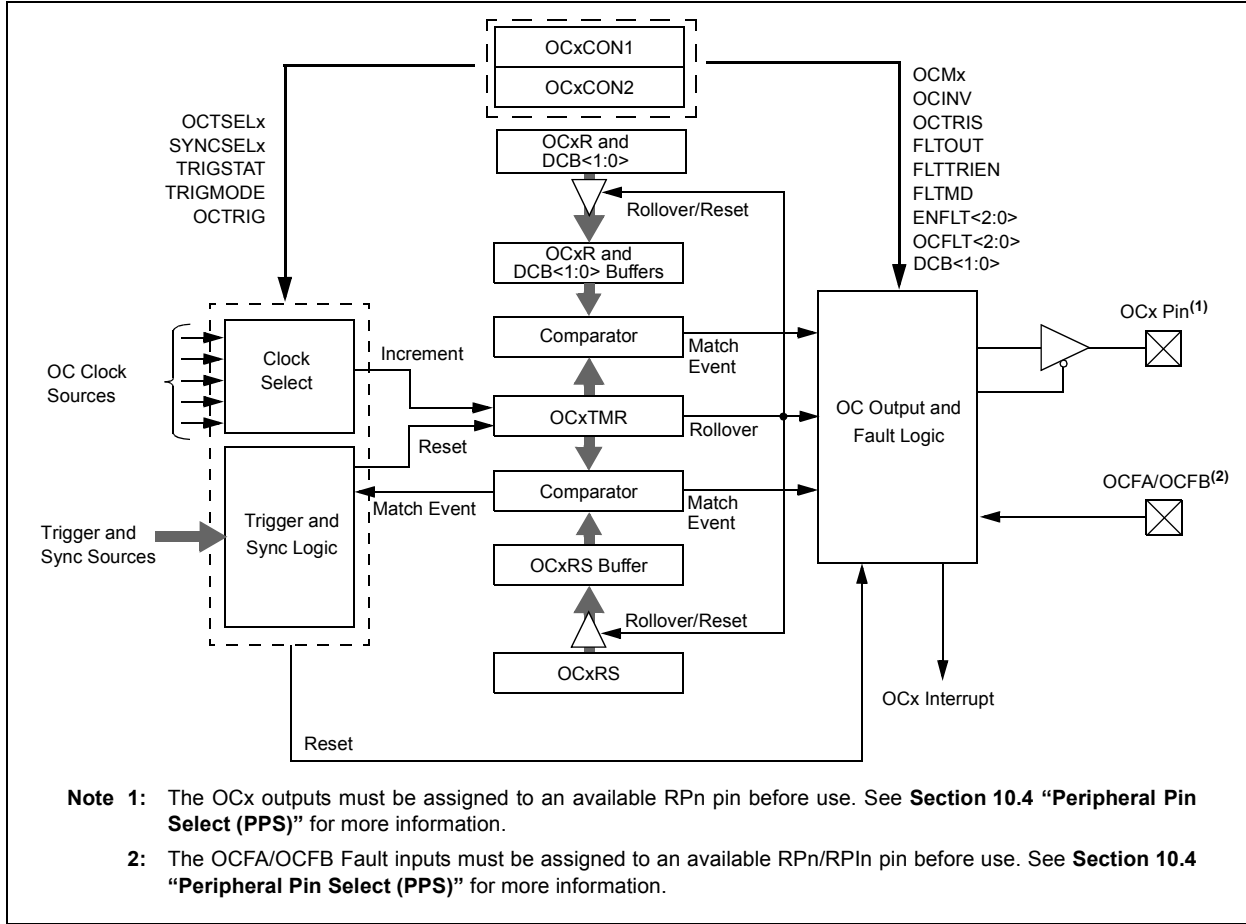 OCxCON1
OCxCON2
OCTSELx
SYNCSELx
TRIGSTAT
TRIGMODE
OCTRIG
OCMx
OCINV
OCTRIS
FLTOUT
FLTTRIEN
FLTMD
ENFLT<2:0>
OCFLT<2:0>
DCB<1:0>
OCxR and
DCB<1:0>
Rollover/Reset
OCxR and
DCB<1:0> Buffers
OC Clock
Sources
Clock
Select
Increment
Comparator
Match
Event
OCx Pin(1)
OCxTMR
Rollover
Reset
OC Output and
Fault Logic
Trigger and
Sync Sources
Trigger and
Sync Logic
Match Event
Comparator
Match
Event
OCFA/OCFB(2)
OCxRS Buffer
Rollover/Reset
OCxRS
OCx Interrupt
Reset
Note 1: The OCx outputs must be assigned to an available RPn pin before use. See Section 10.4 “Peripheral Pin
Select (PPS)” for more information.
2: The OCFA/OCFB Fault inputs must be assigned to an available RPn/RPIn pin before use. See Section 10.4
“Peripheral Pin Select (PPS)” for more information.